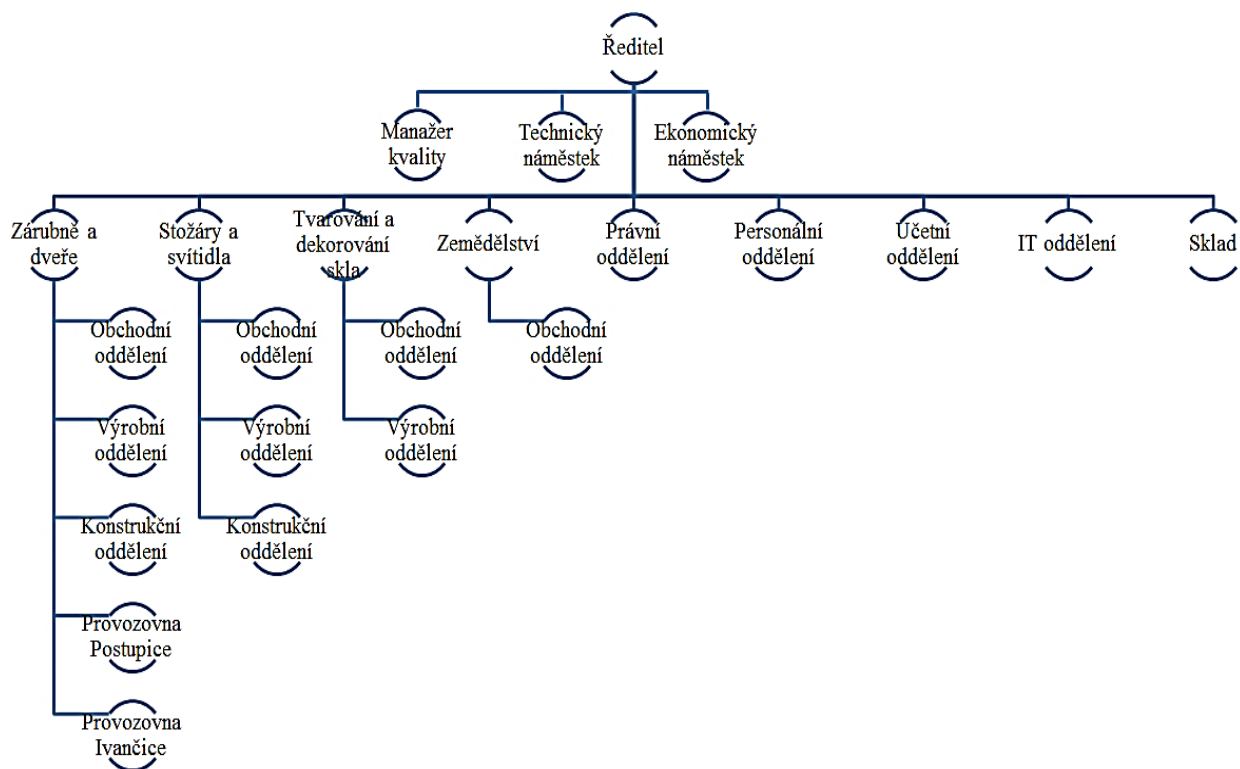 Ředitel
Manažer
kvality
Technický
náměstek
Ekonomický
náměstek
Zárubně a
dveře
Stožáry a
svítidla
Tvarování a
dekorování
skla
Zemědělství
Právní
oddělení
Personální
oddělení
Účetní
oddělení
IT oddělení
Sklad
Obchodní
oddělení
Obchodní
oddělení
Obchodní
oddělení
Obchodní
oddělení
Výrobní
oddělení
Výrobní
oddělení
Výrobní
oddělení
Konstrukční
oddělení
Konstrukční
oddělení
Provozovna
Postupice
Provozovna
Ivančice